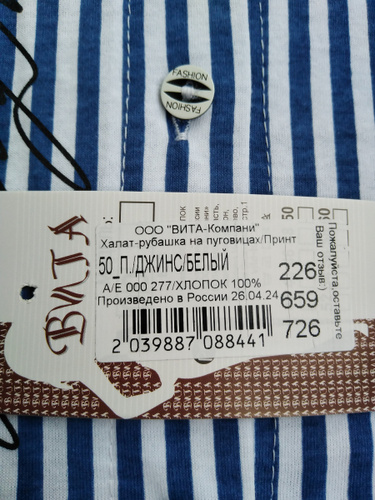 FASHION
FASHION
ВИТА
ООО "ВИТА-Компани"
Халат-рубашка на пуговицах/Принт
50_П./ДЖИНС/БЕЛЫЙ
А/Е 000 277/ХЛОПОК 100%
Произведено в России 26.04.24
226
659
726
2 039887 088441
Пожалуйста оставьте
Ваш отзыв:)
50